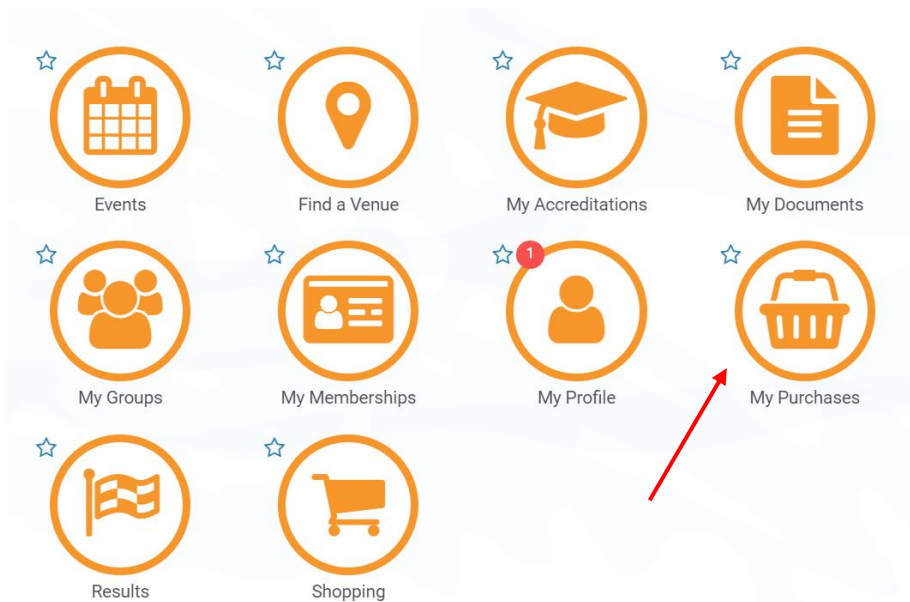 Events
Find a Venue
My Accreditations
My Documents
1
My Groups
My Memberships
My Profile
My Purchases
Results
Shopping